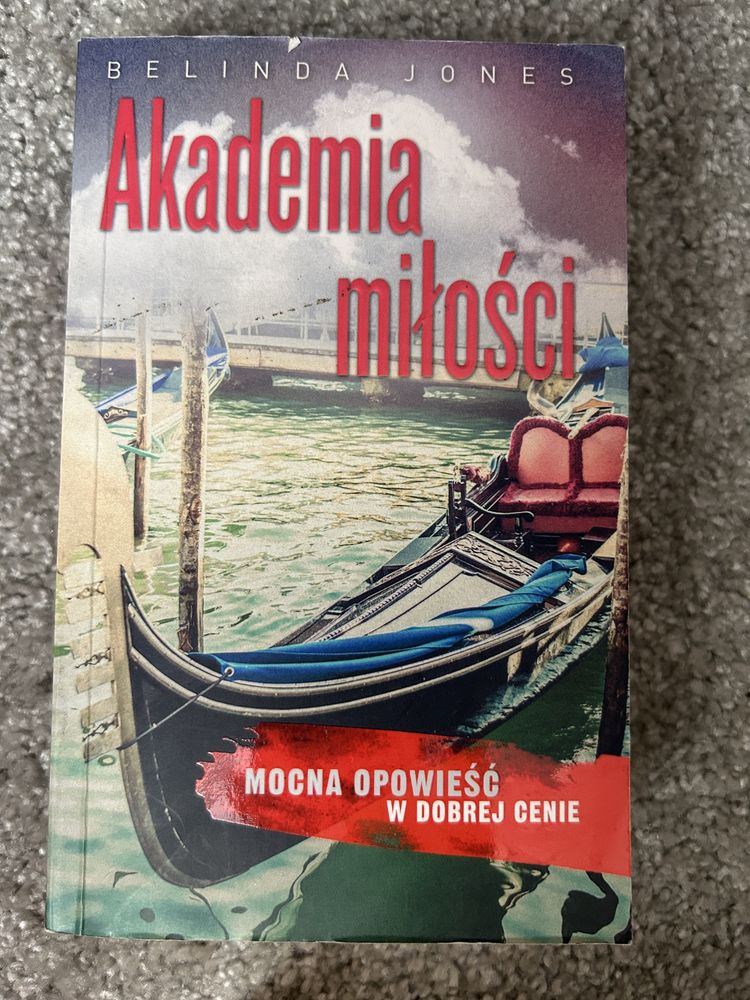 BELINDA JONES
Akademia
miłości
MOCNA OPOWIEŚĆ
W DOBREJ CENIE